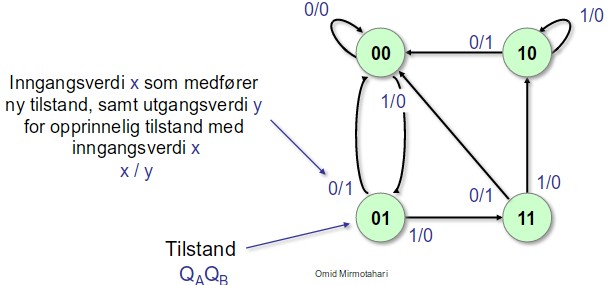 0/0
1/0
00
0/1
10
Inngangsverdi x som medfører
ny tilstand, samt utgangsverdi y
for opprinnelig tilstand med
inngangsverdi x
x / y
1/0
0/1
0/1
1/0
01
11
1/0
Tilstand
QAQB
Omid Mirmotahari